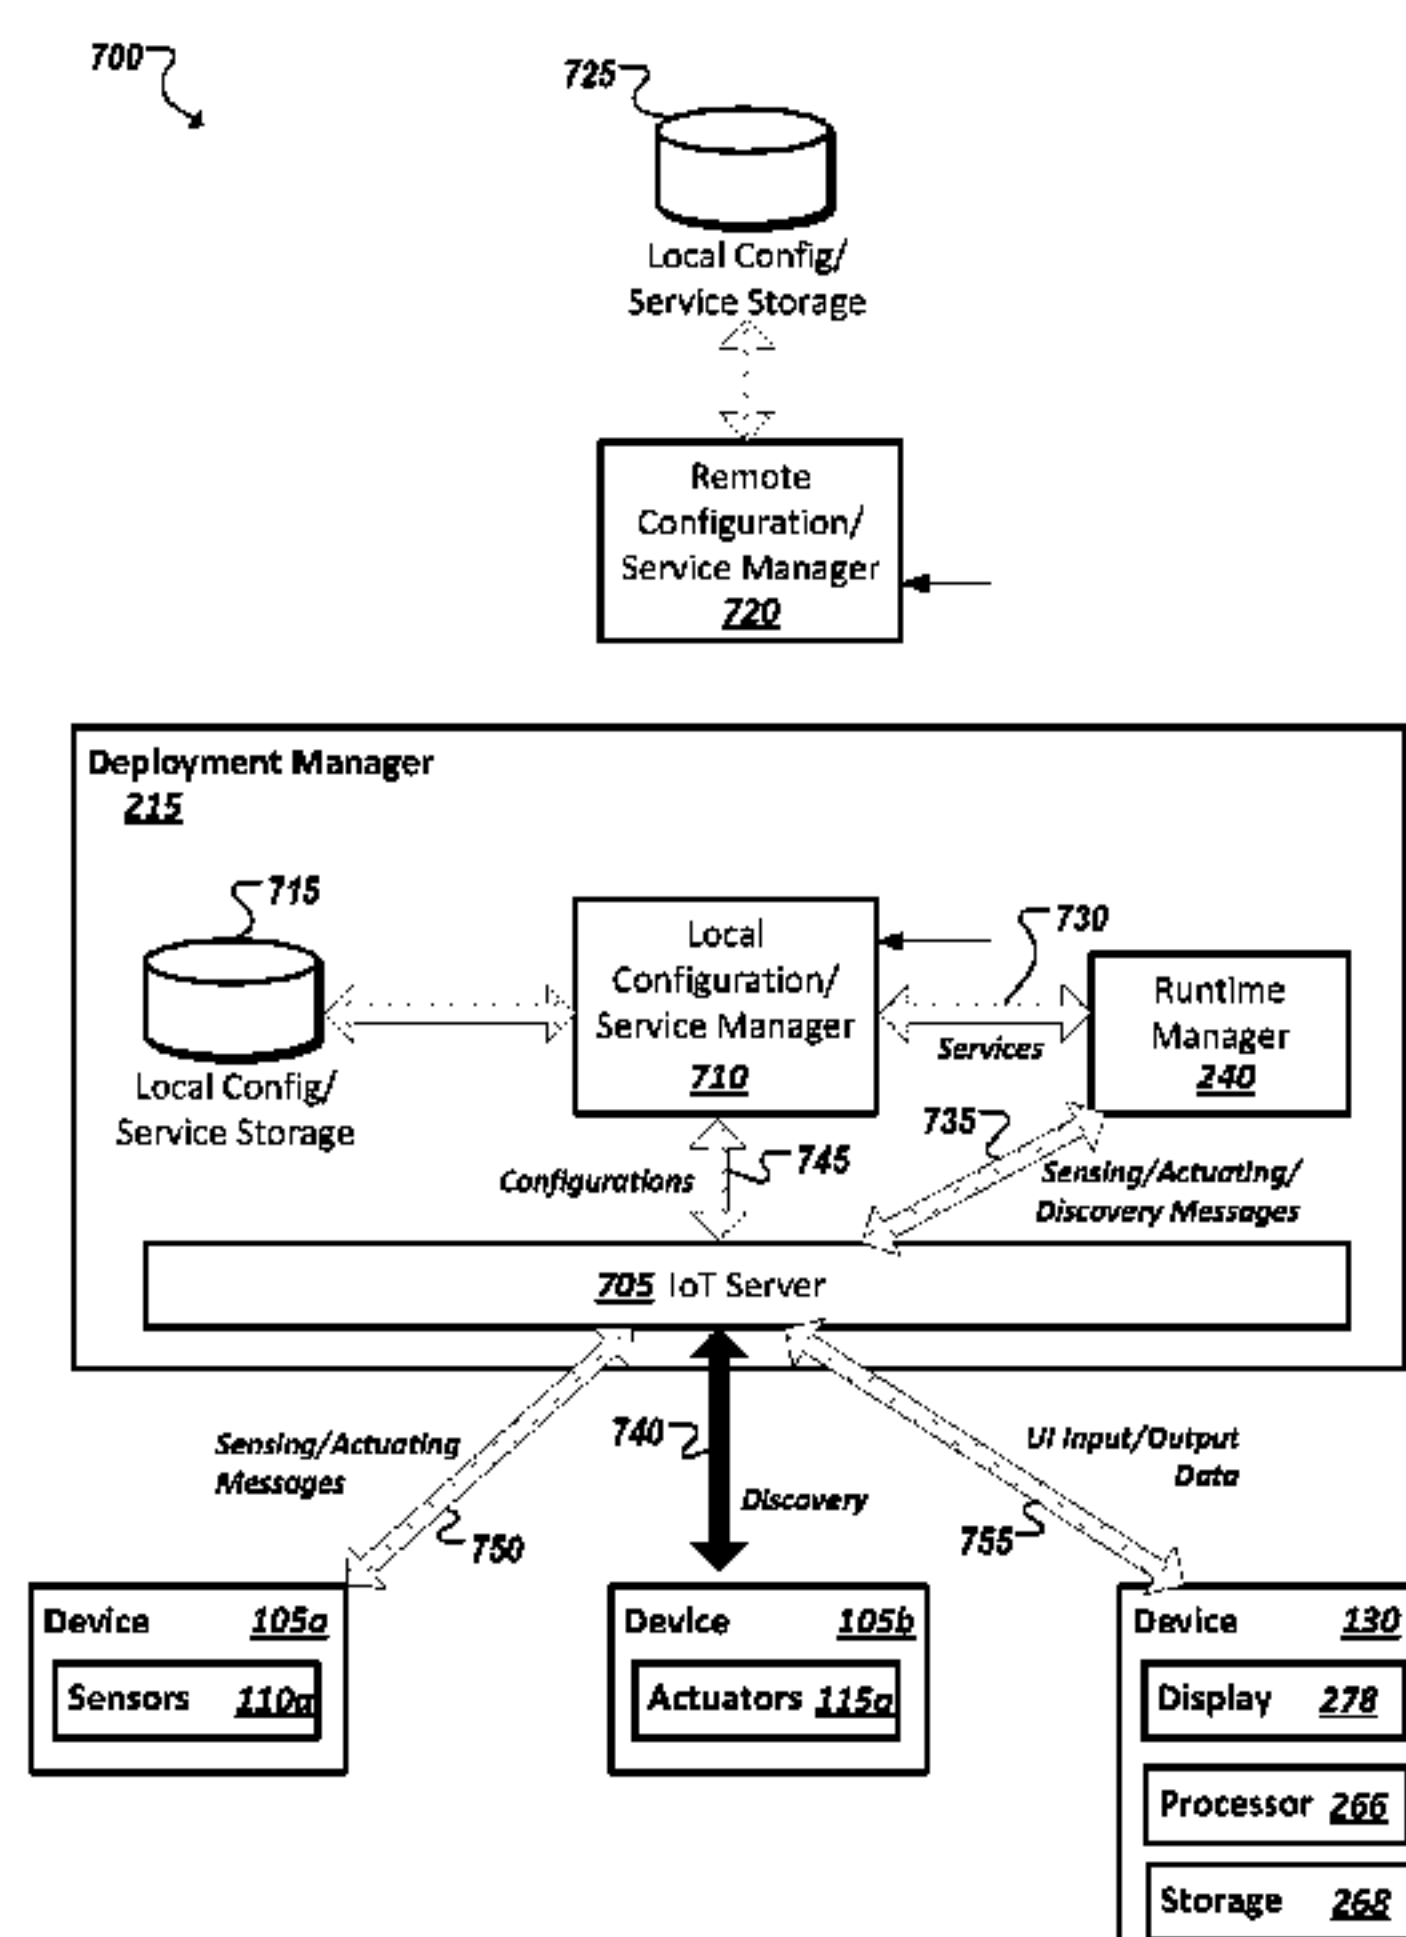 700
725
Local Config/
Service Storage
Remote
Configuration/
Service Manager
720
Deployment Manager
215
715
Local Config/
Service Storage
Local
Configuration/
Service Manager
710
730
Services
Runtime
Manager
240
735
Sensing/Actuating/
Discovery Messages
Configurations
745
705 IoT Server
Sensing/Actuating
Messages
750
740
Discovery
UI Input/Output
Data
755
Device 105a
Sensors 110a
Device 105b
Actuators 115a
Device 130
Display 278
Processor 266
Storage 268